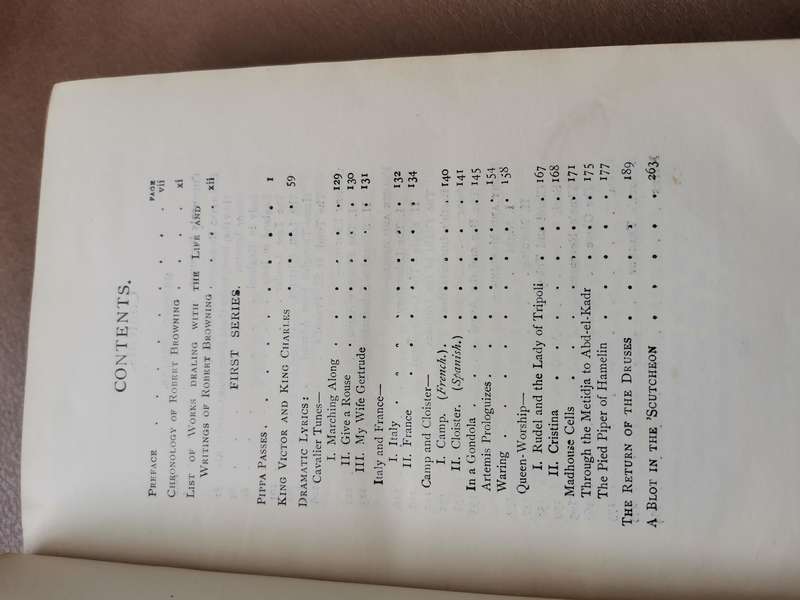 CONTENTS.
PAGE
PREFACE . . . . . . . . vii
CHRONOLOGY OF ROBERT BROWNING . . . . xi
LIST OF WORKS DEALING WITH THE LIFE AND
WRITINGS OF ROBERT BROWNING . . . . xii
FIRST SERIES.
PIPPA PASSES . . . . . . . . 1
KING VICTOR AND KING CHARLES . . . . 59
DRAMATIC LYRICS:
Cavalier Tunes—
I. Marching Along . . . . . . 129
II. Give a Rouse . . . . . . 130
III. My Wife Gertrude . . . . . 131
Italy and France—
I. Italy . . . . . . . 132
II. France . . . . . . . 134
Camp and Cloister—
I. Camp. (French.) . . . . . 140
II. Cloister. (Spanish.) . . . . . 141
In a Gondola . . . . . . . 145
Artemis Prologuizes . . . . . . 154
Waring . . . . . . . . 158
Queen-Worship—
I. Rudel and the Lady of Tripoli . . . 167
II. Cristina . . . . . . . 168
Madhouse Cells . . . . . . 171
Through the Metidja to Abd-el-Kadr . . . 175
The Pied Piper of Hamelin . . . . 177
THE RETURN OF THE DRUSES . . . . 189
A BLOT IN THE 'SCUTCHEON . . . . . 263